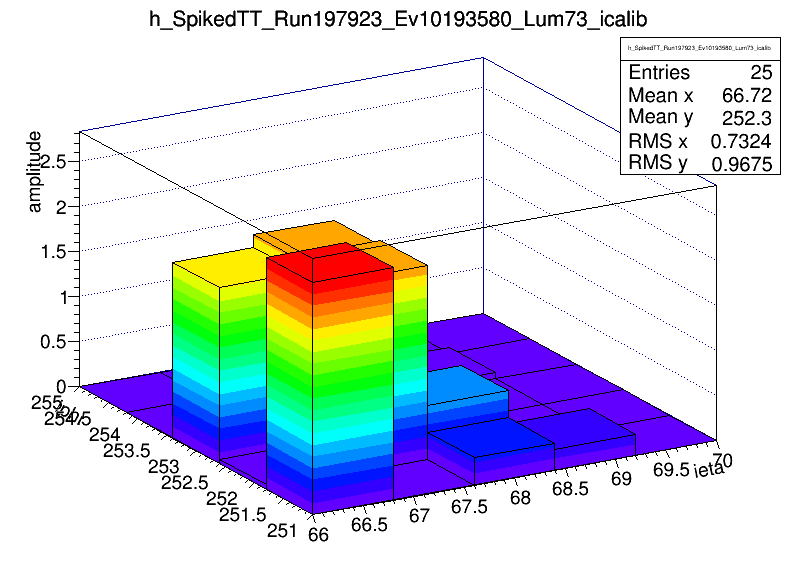 h_SpikedTT_Run197923_Ev10193580_Lum73_icalib
h_SpikedTT_Run197923_Ev10193580_Lum73_icalib
Entries 25
Mean x 66.72
Mean y 252.3
RMS x 0.7324
RMS y 0.9675
amplitude
2.5
2
1.5
1
0.5
0
255
254.5
254
253.5
253
252.5
252
251.5
251
66
66.5
67
67.5
68
68.5
69
69.5
70
ieta